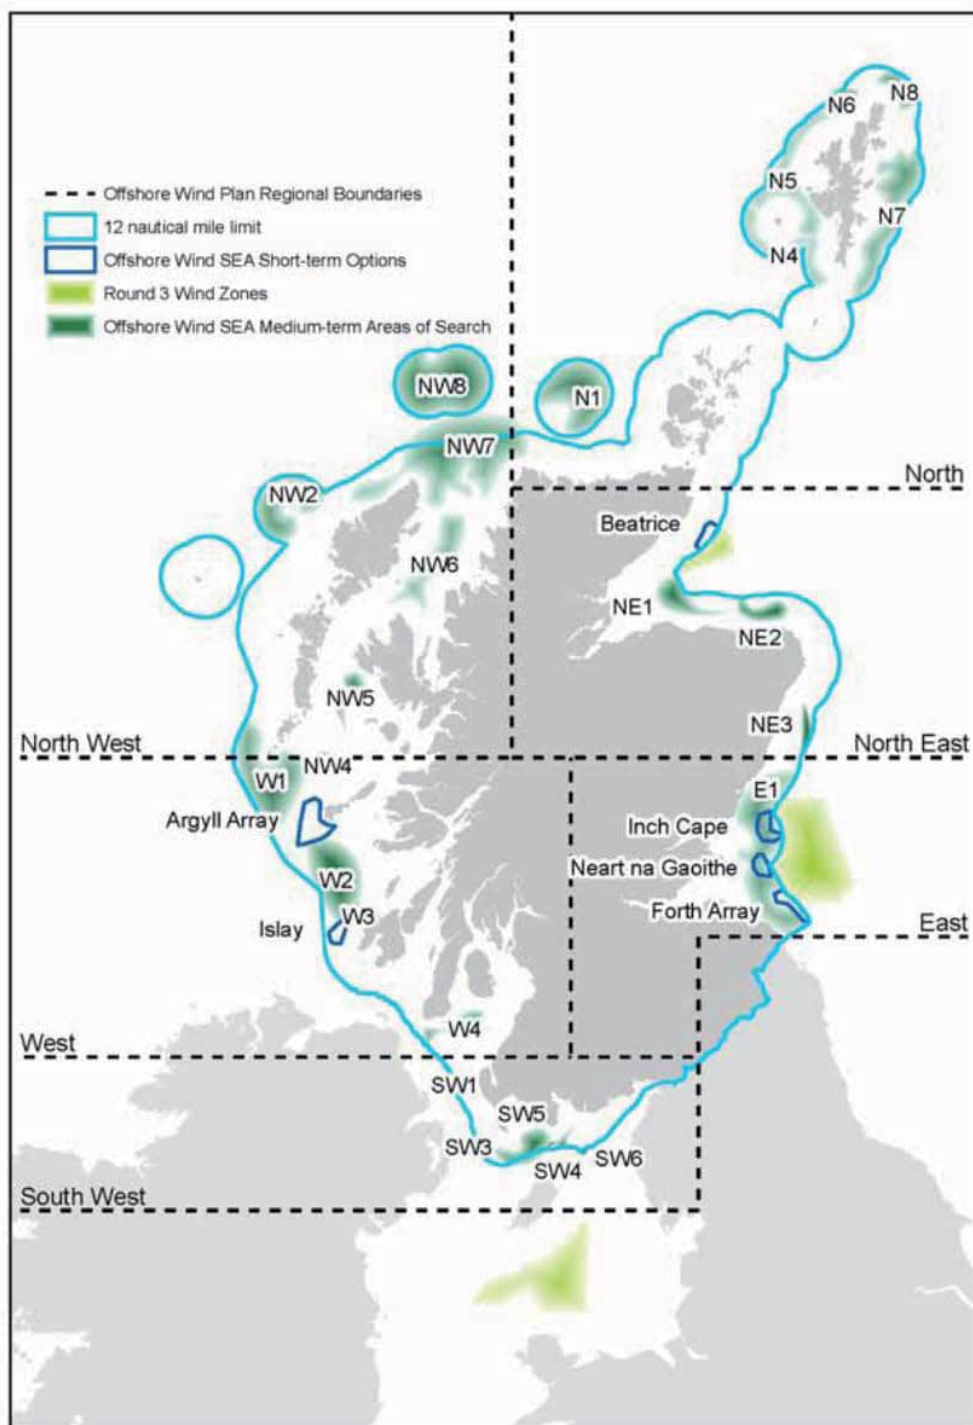 N8
N6
N5
Offshore Wind Plan Regional Boundaries
N7
12 nautical mile limit
N4
Offshore Wind SEA Short-term Options
Round 3 Wind Zones
Offshore Wind SEA Medium-term Areas of Search
NW8
N1
NW7
North
NW2
Beatrice
NW6
NE1
NE2
NW5
NE3
North West
North East
NW4
W1
E1
Argyll Array
Inch Cape
Neart na Gaoithe
W2
Forth Array
W3
Islay
East
W4
West
SW1
SW5
SW3
SW6
SW4
South West